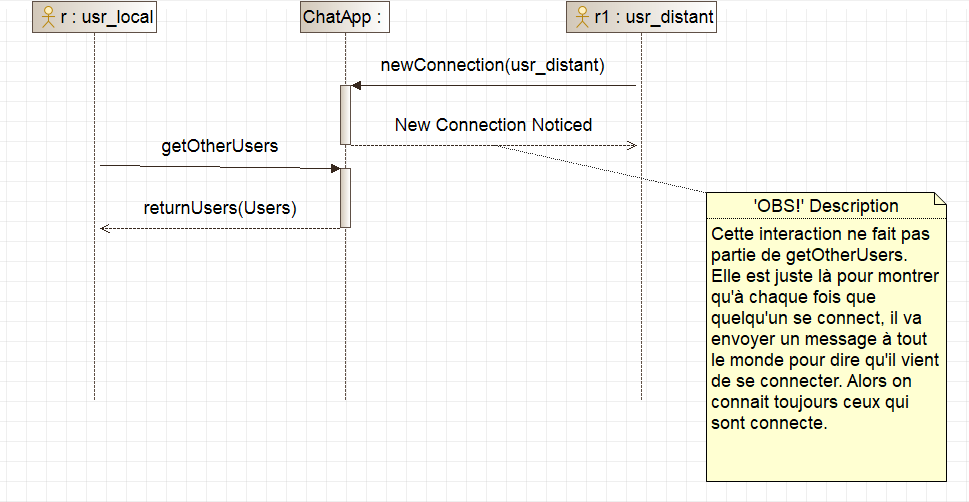 r : usr_local
ChatApp :
r1 : usr_distant
newConnection(usr_distant)
New Connection Noticed
getOtherUsers
returnUsers(Users)
'OBS!' Description
Cette interaction ne fait pas
partie de getOtherUsers.
Elle est juste là pour montrer
qu'à chaque fois que
quelqu'un se connect, il va
envoyer un message à tout
le monde pour dire qu'il vient
de se connecter. Alors on
connait toujours ceux qui
sont connecte.